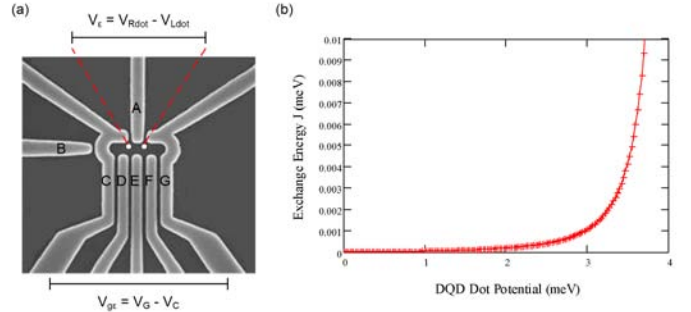 (a)
Vε = VRdot - VLdot
A
B
C D E F G
Vgε = VG - VC
(b)
Exchange Energy J (meV)
0.01
0.009
0.008
0.007
0.006
0.005
0.004
0.003
0.002
0.001
0
0 1 2 3 4
DQD Dot Potential (meV)